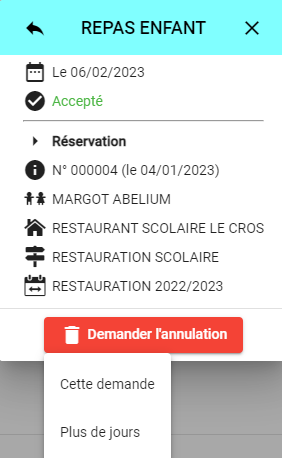 REPAS ENFANT
Le 06/02/2023
Accepté
Réservation
N° 000004 (le 04/01/2023)
MARGOT ABELIUM
RESTAURANT SCOLAIRE LE CROS
RESTAURATION SCOLAIRE
RESTAURATION 2022/2023
Demander l'annulation
Cette demande
Plus de jours